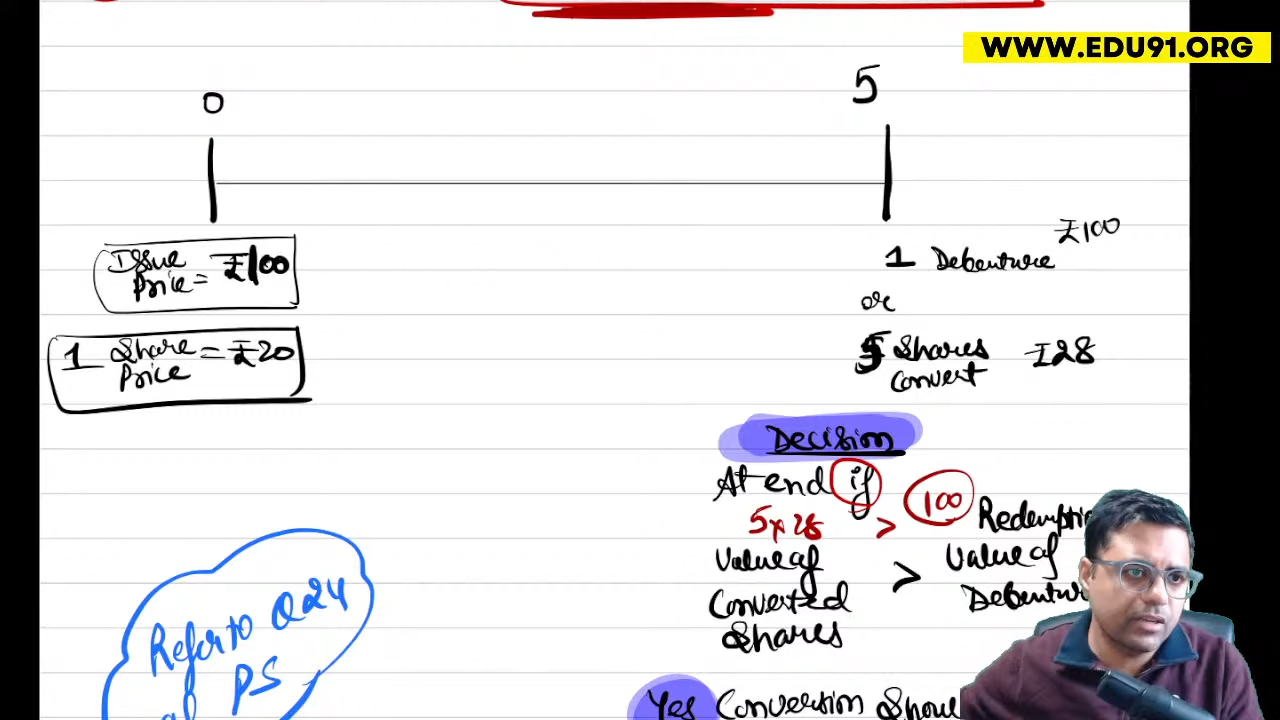 WWW.EDU91.ORG
0
5
Issue Price = ₹100
1 Share Price = ₹20
1 Debenture ₹100
or
5 Shares Convert ₹28
Decision
At end if
5x28 > 100 Redemption
Value of Converted Shares > Value of Debenture
Refer to Q24
PS
Yes Conversion Share